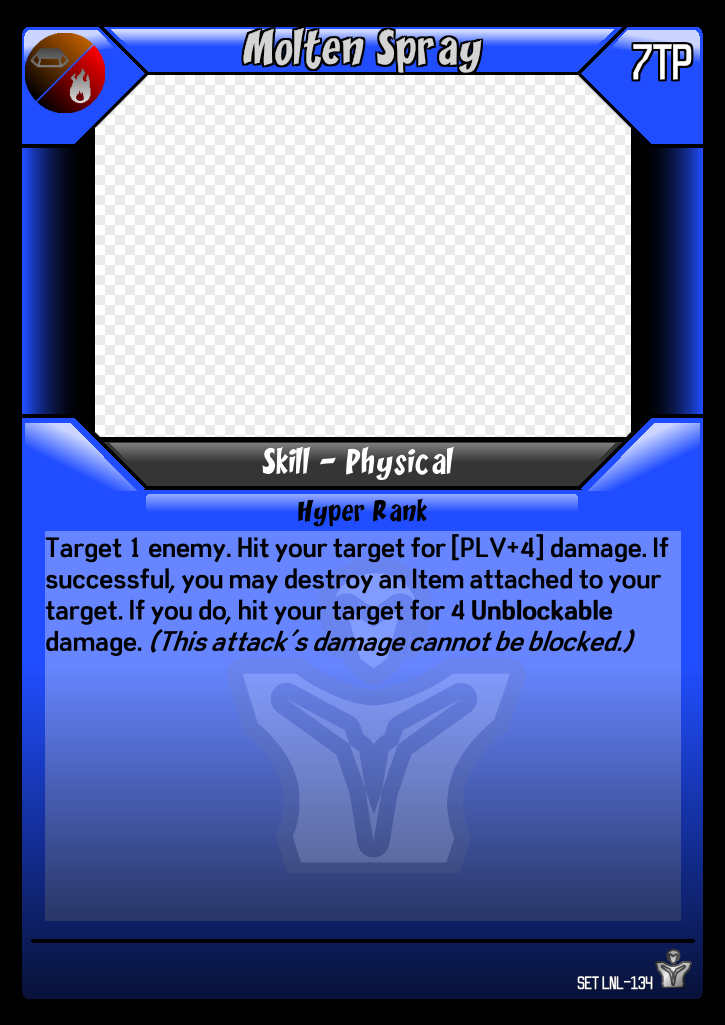 Molten Spray
7TP
Skill - Physical
Hyper Rank
Target 1 enemy. Hit your target for [PLV+4] damage. If
successful, you may destroy an Item attached to your
target. If you do, hit your target for 4 Unblockable
damage. (This attack's damage cannot be blocked.)
SET LNL-134